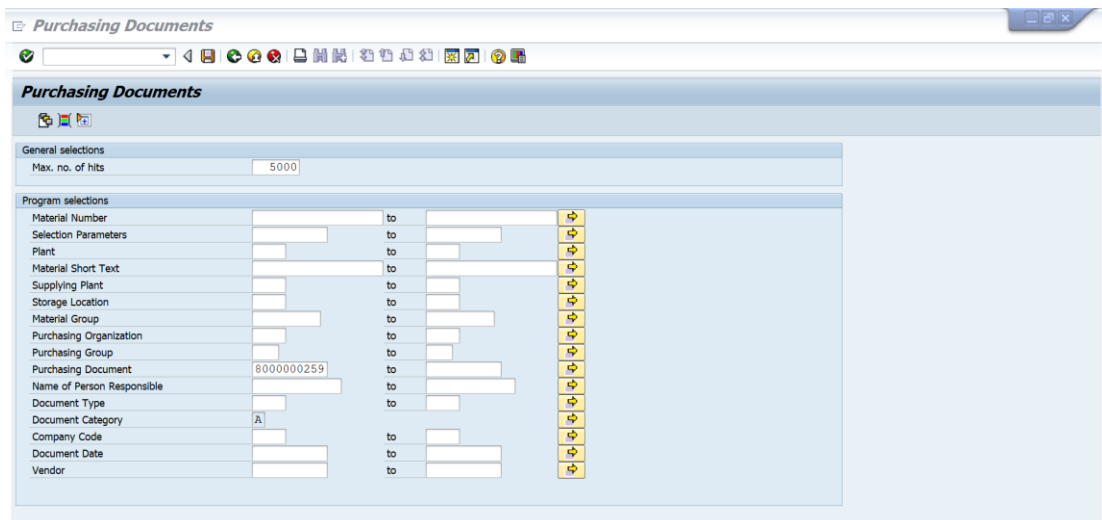 Purchasing Documents
Purchasing Documents
General selections
Max. no. of hits 5000
Program selections
Material Number to
Selection Parameters to
Plant to
Material Short Text to
Supplying Plant to
Storage Location to
Material Group to
Purchasing Organization to
Purchasing Group to
Purchasing Document 8000000259 to
Name of Person Responsible to
Document Type to
Document Category A
Company Code to
Document Date to
Vendor to